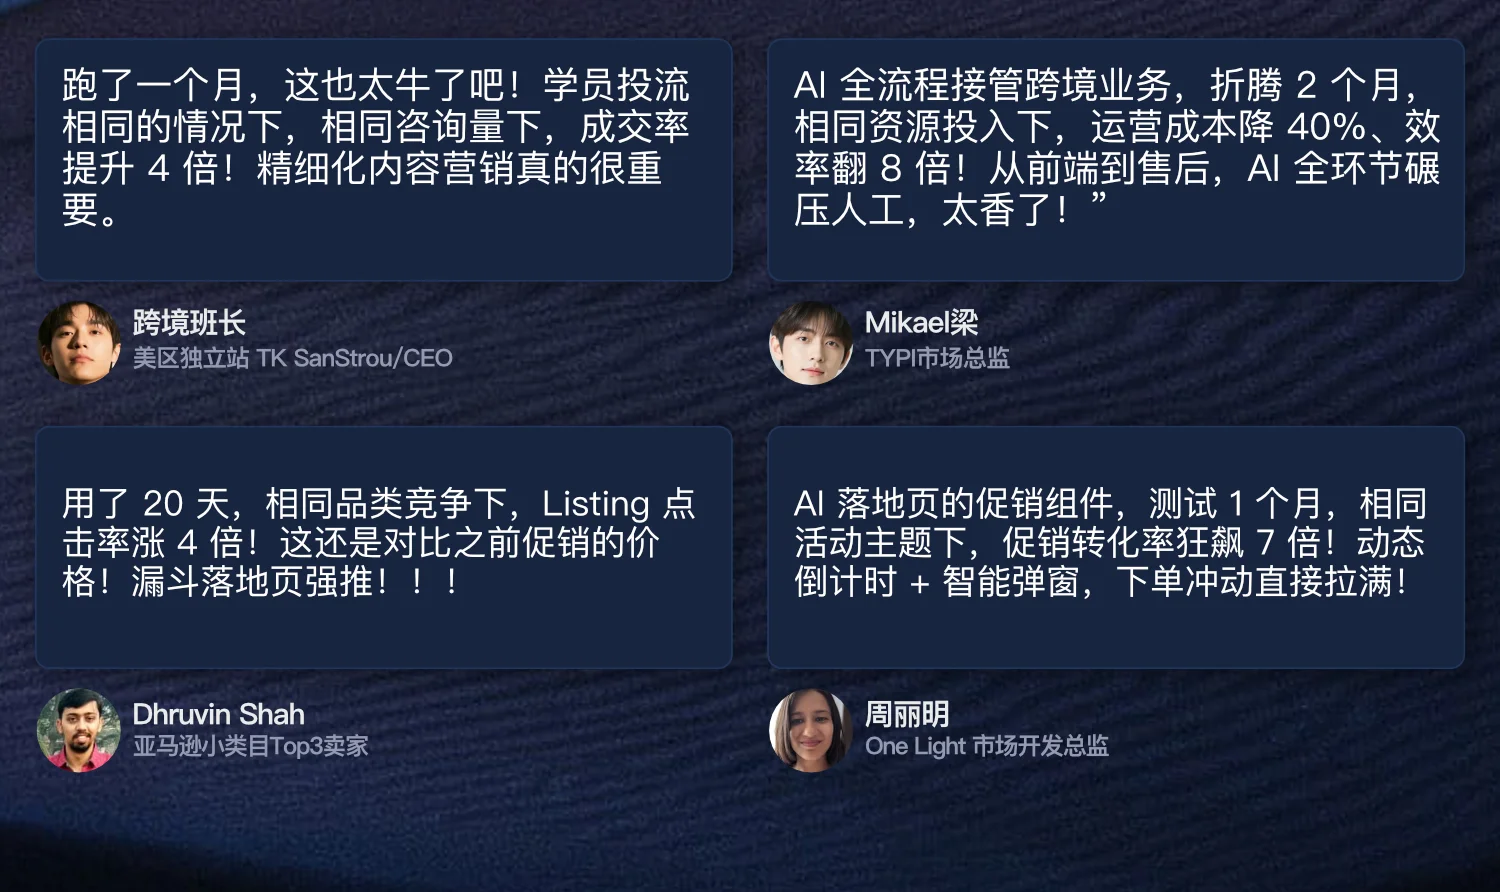 跑了一个月，这也太牛了吧！学员投流
相同的情况下，相同咨询量下，成交率
提升 4 倍！精细化内容营销真的很重
要。
跨境班长
美区独立站 TK SanStrou/CEO
AI 全流程接管跨境业务，折腾 2 个月，
相同资源投入下，运营成本降 40%、效
率翻 8 倍！从前端到售后，AI 全环节碾
压人工，太香了！”
Mikael梁
TYPI市场总监
用了 20 天，相同品类竞争下，Listing 点
击率涨 4 倍！这还是对比之前促销的价
格！漏斗落地页强推！！！
Dhruvin Shah
亚马逊小类目Top3卖家
AI 落地页的促销组件，测试 1 个月，相同
活动主题下，促销转化率狂飙 7 倍！动态
倒计时 + 智能弹窗，下单冲动直接拉满！
周丽明
One Light 市场开发总监